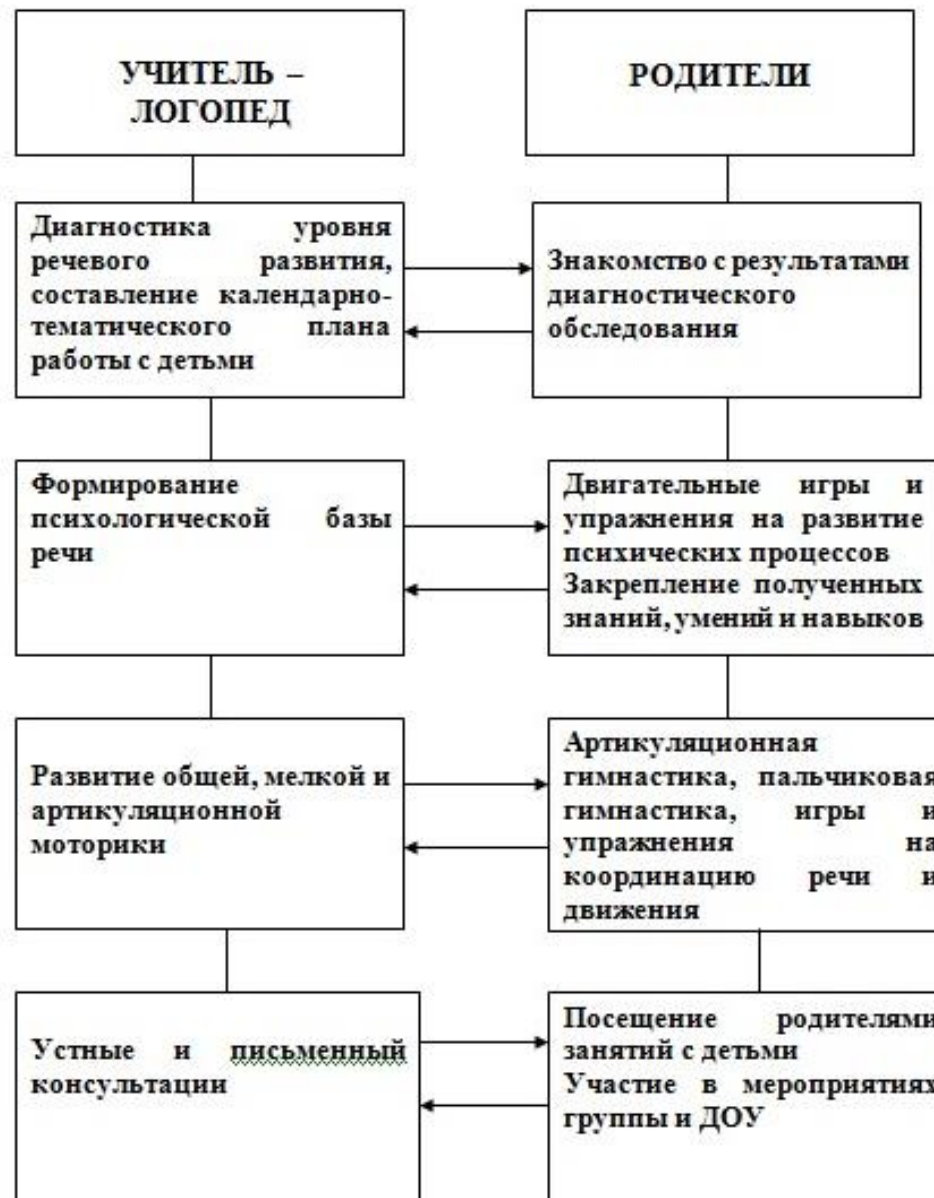 УЧИТЕЛЬ –
ЛОГОПЕД
РОДИТЕЛИ
Диагностика уровня
речевого развития,
составление календарно-
тематического плана
работы с детьми
Знакомство с результатами
диагностического
обследования
Формирование
психологической базы
речи
Двигательные игры и
упражнения на развитие
психических процессов
Закрепление полученных
знаний, умений и навыков
Развитие общей, мелкой и
артикуляционной
моторики
Артикуляционная
гимнастика, пальчиковая
гимнастика, игры и
упражнения на
координацию речи и
движения
Устные и письменный
консультации
Посещение родителями
занятий с детьми
Участие в мероприятиях
группы и ДОУ